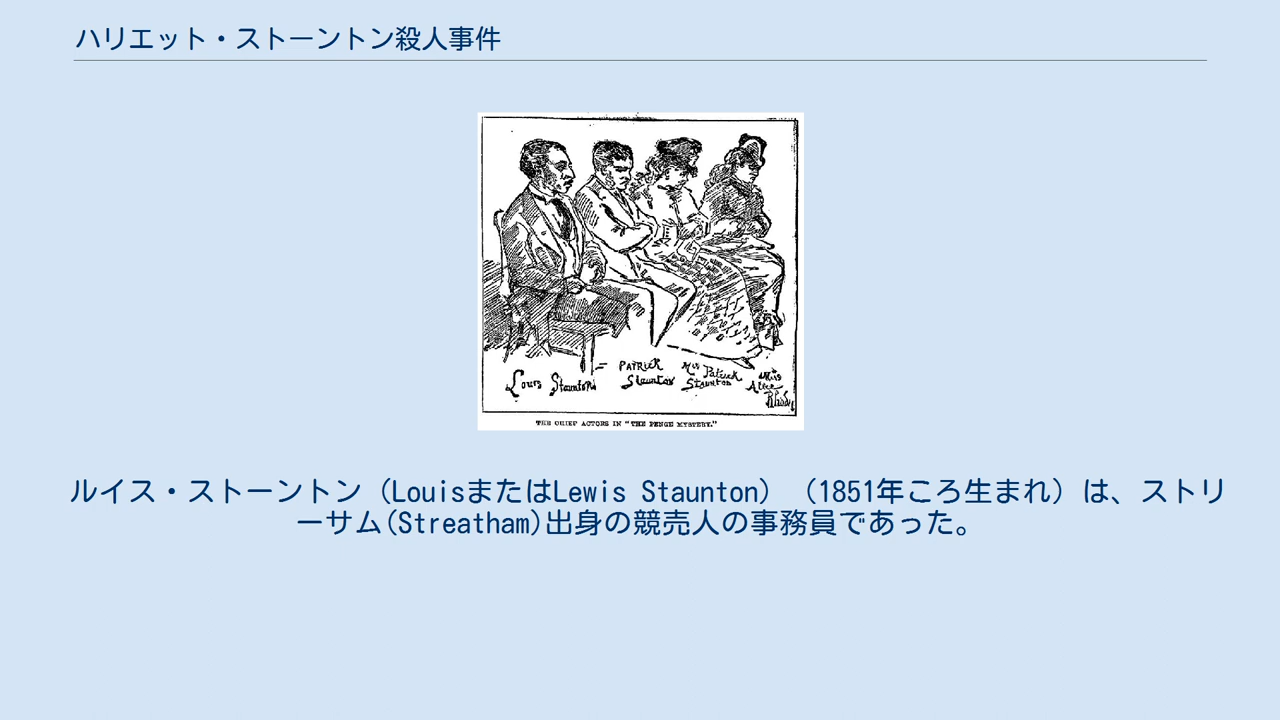 ハリエット・ストーントン殺人事件
Louis Staunton
PATRICK
Staunton
Mrs Patrick
Staunton
Miss
Alice
Rhodes
THE CHIEF ACTORS IN "THE PENGE MYSTERY."
ルイス・ストーントン（LouisまたはLewis Staunton）（1851年ころ生まれ）は、ストリ
ーサム(Streatham)出身の競売人の事務員であった。